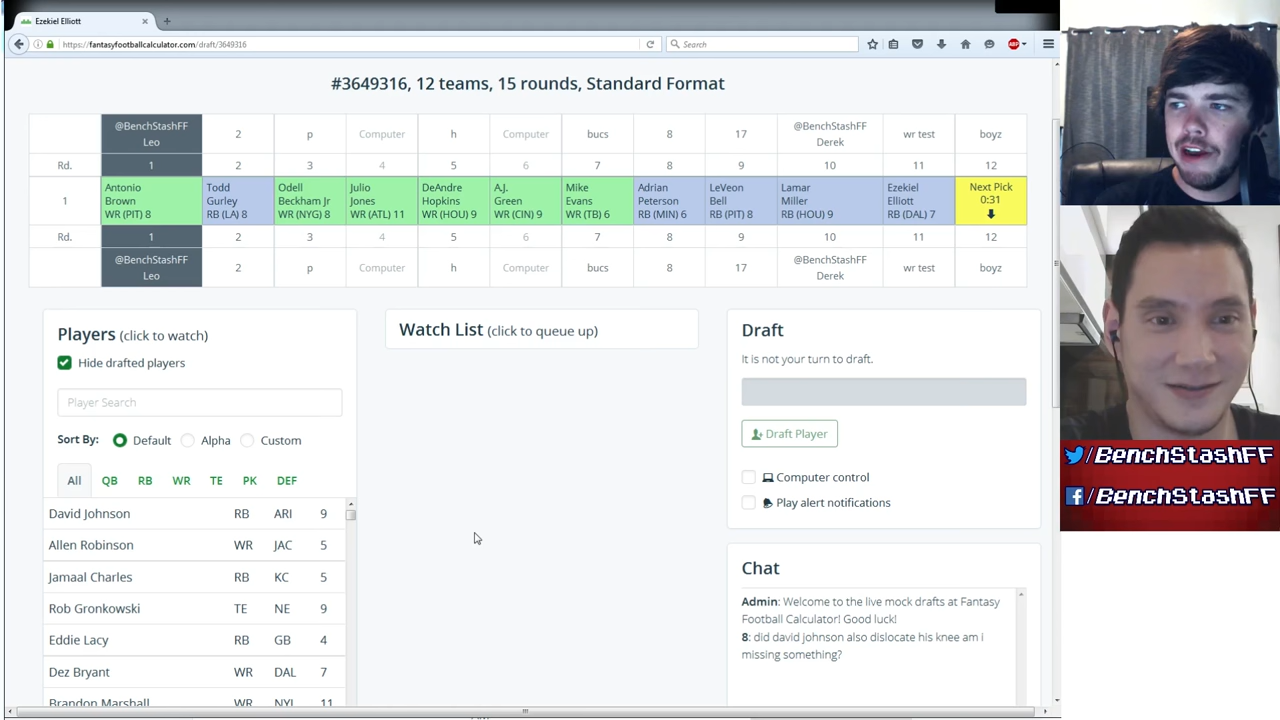 Ezekiel Elliott
https://fantasyfootballcalculator.com/draft/3649316
Search
ABP
#3649316, 12 teams, 15 rounds, Standard Format
@BenchStashFF Leo 2 p Computer h Computer bucs 8 17 @BenchStashFF Derek wr test boyz
Rd. 1 2 3 4 5 6 7 8 9 10 11 12
1 Antonio Brown WR (PIT) 8 Todd Gurley RB (LA) 8 Odell Beckham Jr WR (NYG) 8 Julio Jones WR (ATL) 11 DeAndre Hopkins WR (HOU) 9 A.J. Green WR (CIN) 9 Mike Evans WR (TB) 6 Adrian Peterson RB (MIN) 6 LeVeon Bell RB (PIT) 8 Lamar Miller RB (HOU) 9 Ezekiel Elliott RB (DAL) 7 Next Pick 0:31
Rd. 1 2 3 4 5 6 7 8 9 10 11 12
@BenchStashFF Leo 2 p Computer h Computer bucs 8 17 @BenchStashFF Derek wr test boyz
Players (click to watch)
Hide drafted players
Player Search
Sort By: Default Alpha Custom
All QB RB WR TE PK DEF
David Johnson RB ARI 9
Allen Robinson WR JAC 5
Jamaal Charles RB KC 5
Rob Gronkowski TE NE 9
Eddie Lacy RB GB 4
Dez Bryant WR DAL 7
Brandon Marshall WR NYJ 11
Watch List (click to queue up)
Draft
It is not your turn to draft.
Draft Player
Computer control
Play alert notifications
Chat
Admin: Welcome to the live mock drafts at Fantasy
Football Calculator! Good luck!
8: did david johnson also dislocate his knee am i
missing something?
/BenchStashFF
/BenchStashFF